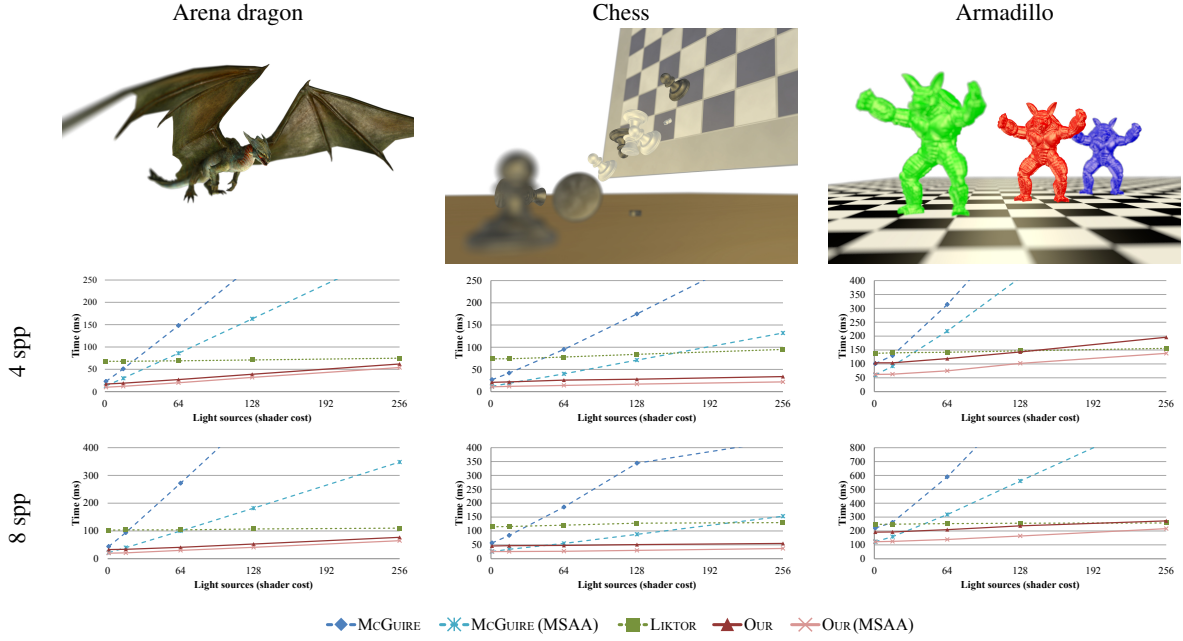 Arena dragon Chess Armadillo
4 spp
250
200
150
100
50
0
Time (ms)
0 64 128 192 256
Light sources (shader cost)
250
200
150
100
50
0
Time (ms)
0 64 128 192 256
Light sources (shader cost)
400
350
300
250
200
150
100
50
0
Time (ms)
0 64 128 192 256
Light sources (shader cost)
8 spp
400
300
200
100
0
Time (ms)
0 64 128 192 256
Light sources (shader cost)
400
350
300
250
200
150
100
50
0
Time (ms)
0 64 128 192 256
Light sources (shader cost)
800
700
600
500
400
300
200
100
0
Time (ms)
0 64 128 192 256
Light sources (shader cost)
MCGUIRE MCGUIRE (MSAA) LIKTOR OUR OUR (MSAA)